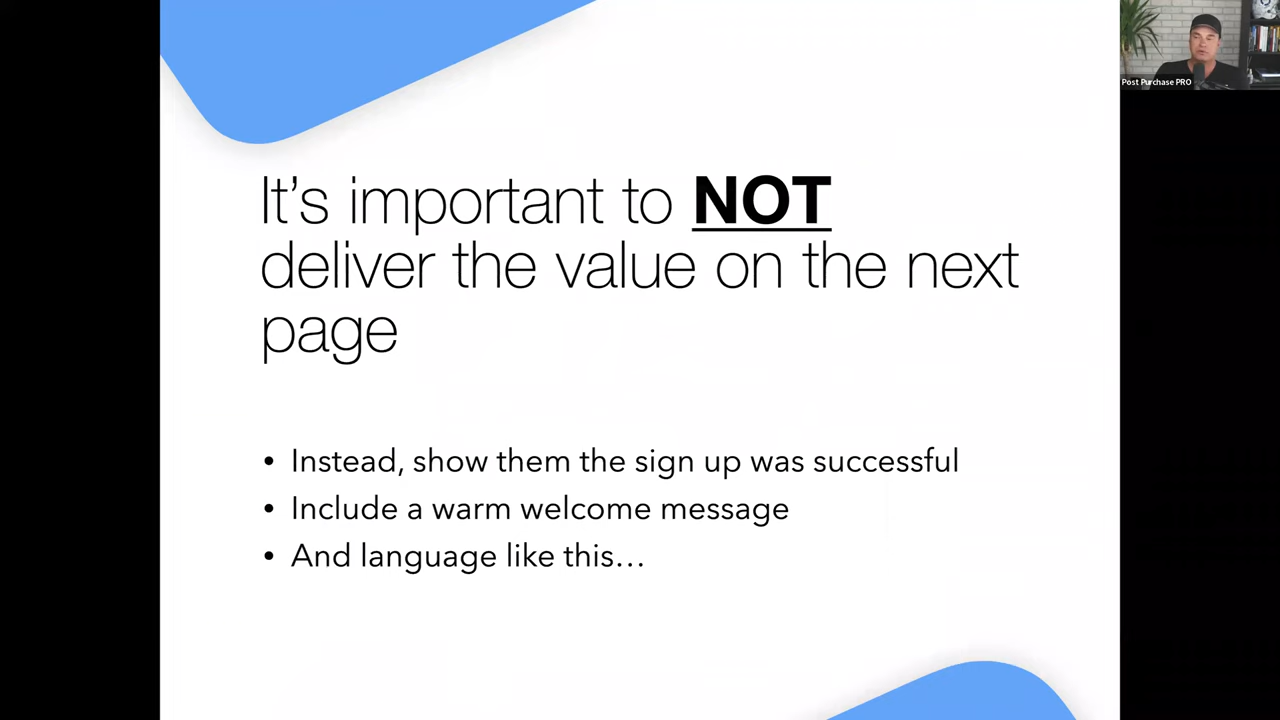 It’s important to NOT
deliver the value on the next
page
• Instead, show them the sign up was successful
• Include a warm welcome message
• And language like this…
Post Purchase PRO